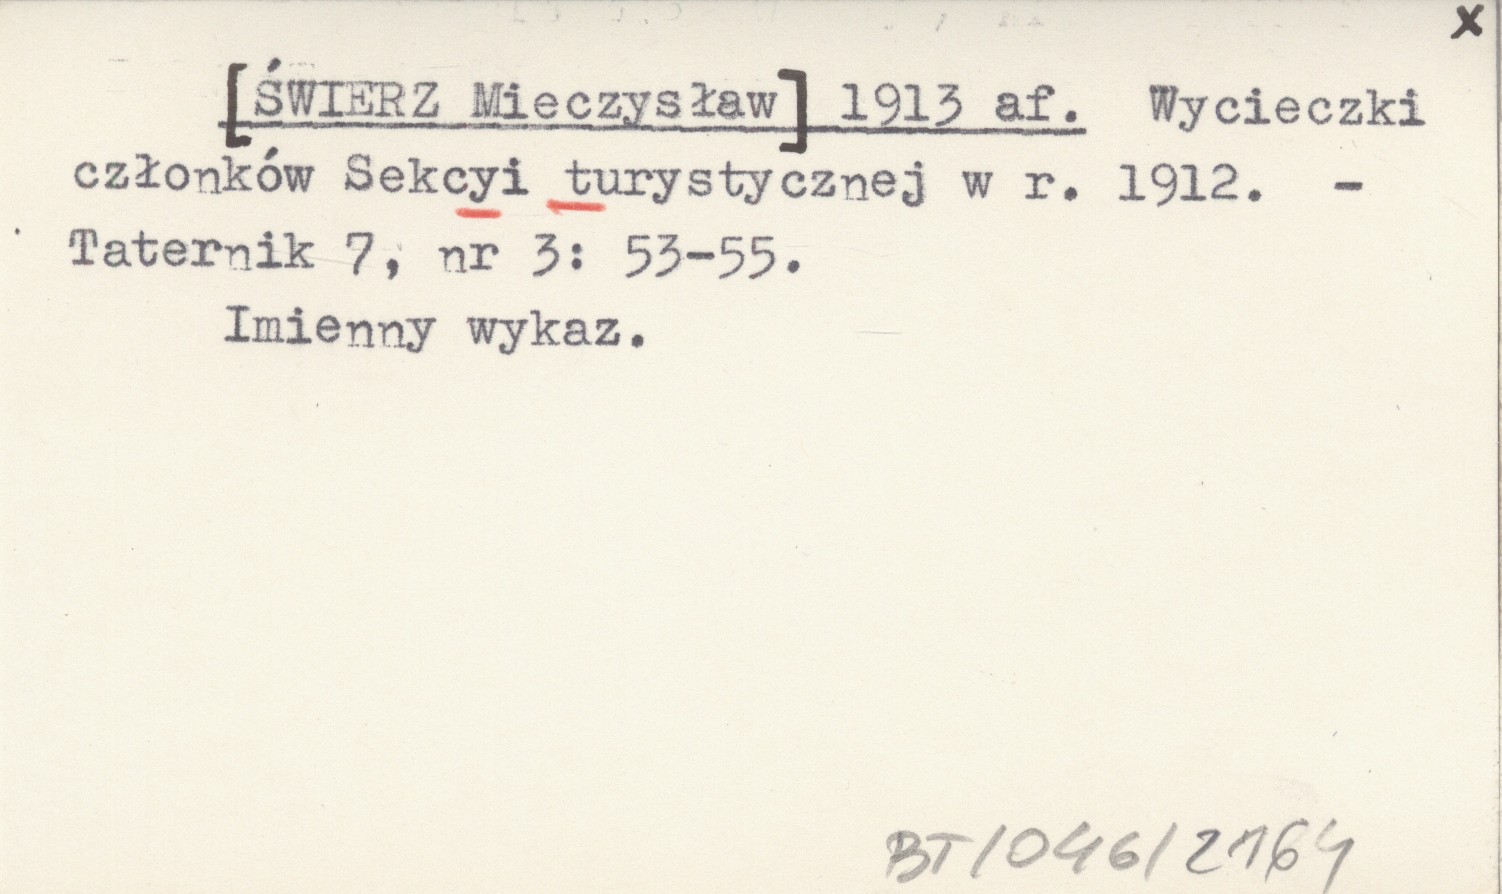 x
[ŚWIERZ Mieczysław] 1913 af. Wycieczki
członków Sekcyi turystycznej w r. 1912. -
Taternik 7, nr 3: 53-55.
Imienny wykaz.
BT/046/2164